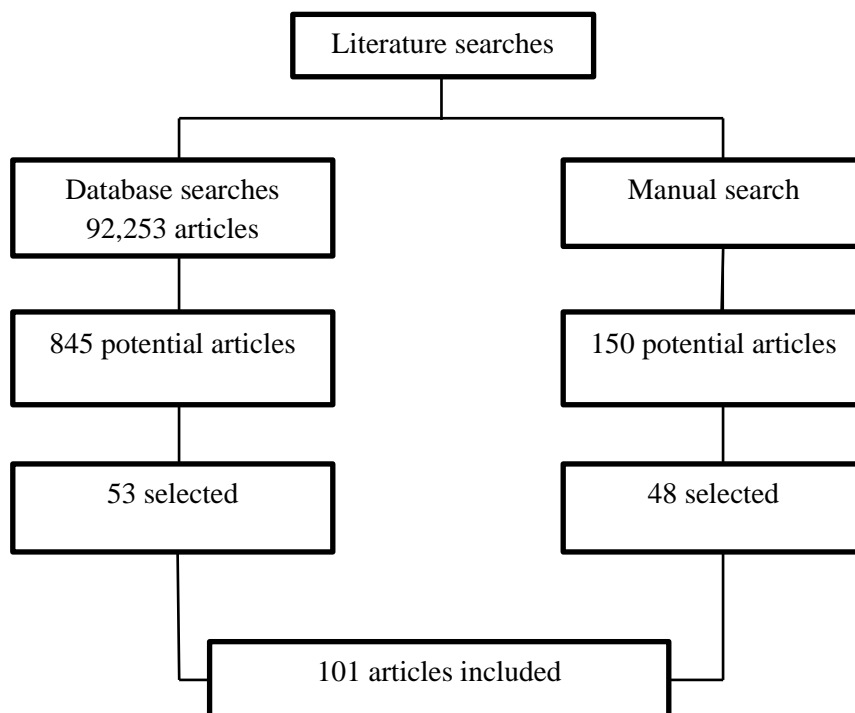 Literature searches
Database searches
92,253 articles
Manual search
845 potential articles
150 potential articles
53 selected
48 selected
101 articles included